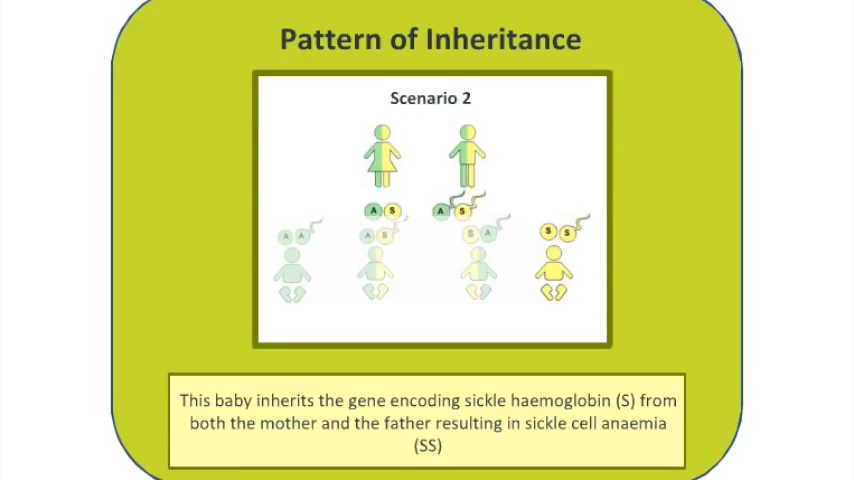 Pattern of Inheritance
Scenario 2
A S A S
A A A S S A S S
This baby inherits the gene encoding sickle haemoglobin (S) from
both the mother and the father resulting in sickle cell anaemia
(SS)